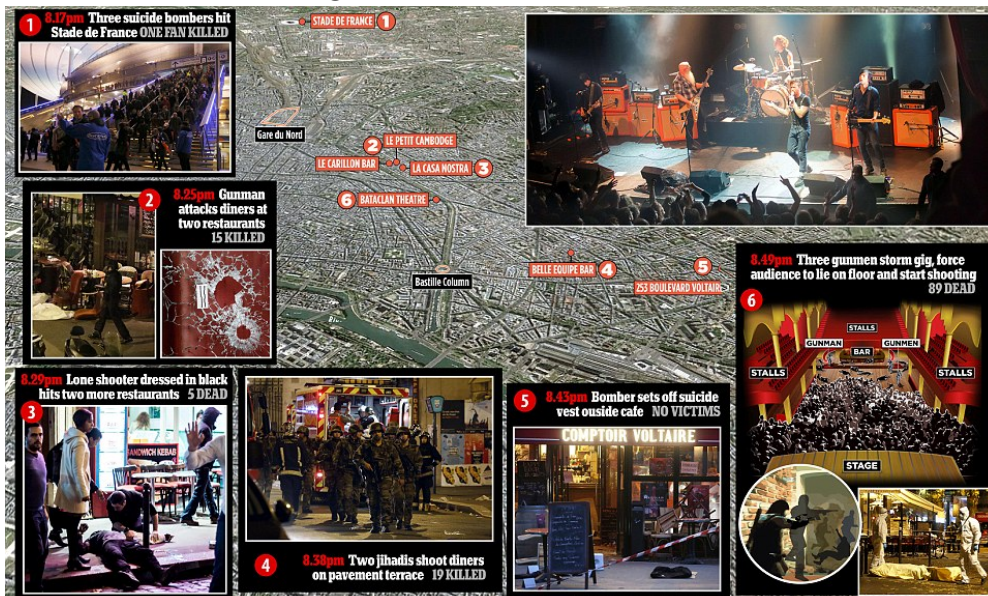 1
8.17pm Three suicide bombers hit
Stade de France ONE FAN KILLED
STADE DE FRANCE 1
Gare du Nord
2 LE PETIT CAMBODGE
LE CARILLON BAR
LA CASA NOSTRA 3
6 BATACLAN THEATRE
BELLE EQUIPE BAR 4
5
253 BOULEVARD VOLTAIR
Bastille Column
2
8.25pm Gunman
attacks diners at
two restaurants
15 KILLED
8.29pm Lone shooter dressed in black
hits two more restaurants 5 DEAD
3
SANDWICH KEBAB
4
8.38pm Two jihadis shoot diners
on pavement terrace 19 KILLED
5
8.43pm Bomber sets off suicide
vest ouside cafe NO VICTIMS
COMPTOIR VOLTAIRE
8.49pm Three gunmen storm gig, force
audience to lie on floor and start shooting
89 DEAD
6
STALLS
GUNMAN
GUNMEN
BAR
STALLS
STALLS
STAGE